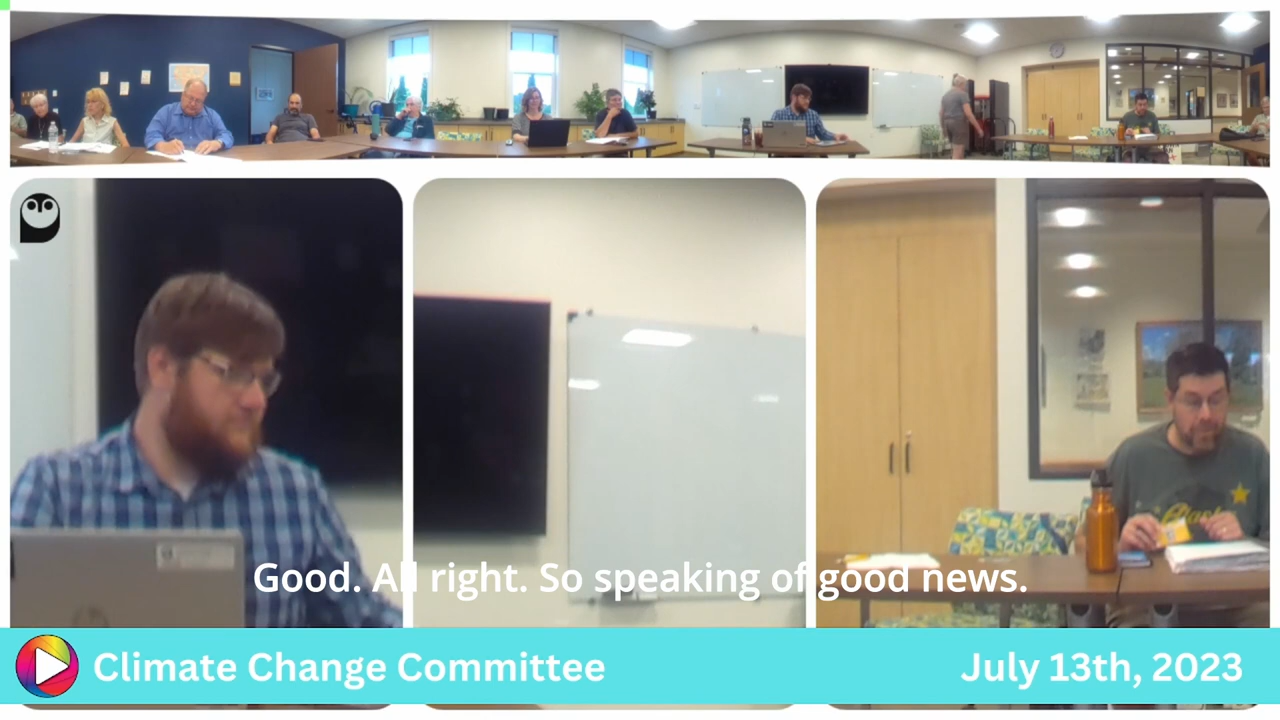 Good. All right. So speaking of good news.
Climate Change Committee
July 13th, 2023